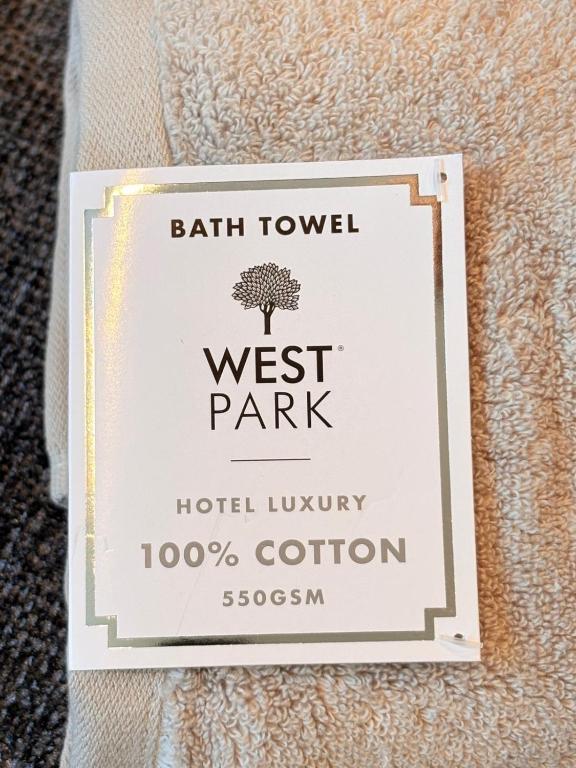 BATH TOWEL
WEST®
PARK
HOTEL LUXURY
100% COTTON
550GSM